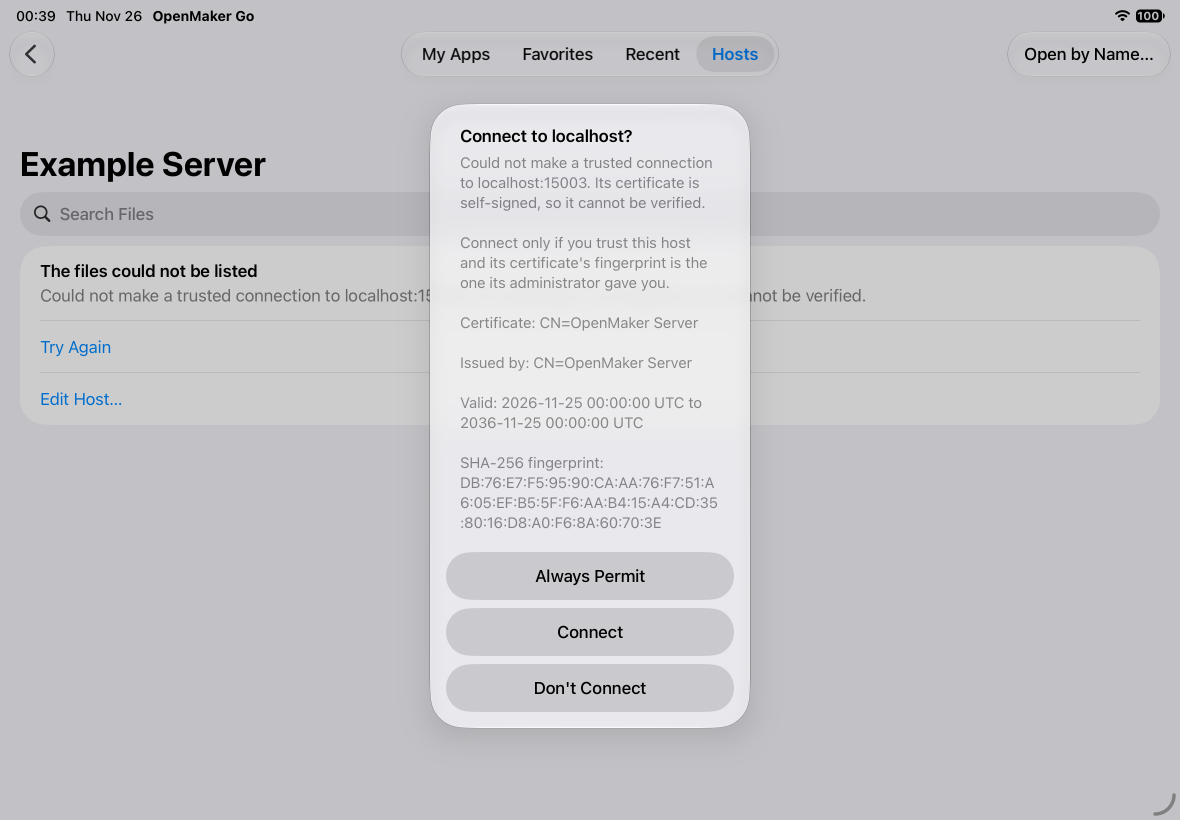 00:39 Thu Nov 26 OpenMaker Go
100
My Apps Favorites Recent Hosts
Open by Name...
Example Server
Search Files
The files could not be listed
Could not make a trusted connection to localhost:15
not be verified.
Try Again
Edit Host...
Connect to localhost?
Could not make a trusted connection
to localhost:15003. Its certificate is
self-signed, so it cannot be verified.
Connect only if you trust this host
and its certificate's fingerprint is the
one its administrator gave you.
Certificate: CN=OpenMaker Server
Issued by: CN=OpenMaker Server
Valid: 2026-11-25 00:00:00 UTC to
2036-11-25 00:00:00 UTC
SHA-256 fingerprint:
DB:76:E7:F5:95:90:CA:AA:76:F7:51:A
6:05:EF:B5:5F:F6:AA:B4:15:A4:CD:35
:80:16:D8:A0:F6:8A:60:70:3E
Always Permit
Connect
Don't Connect